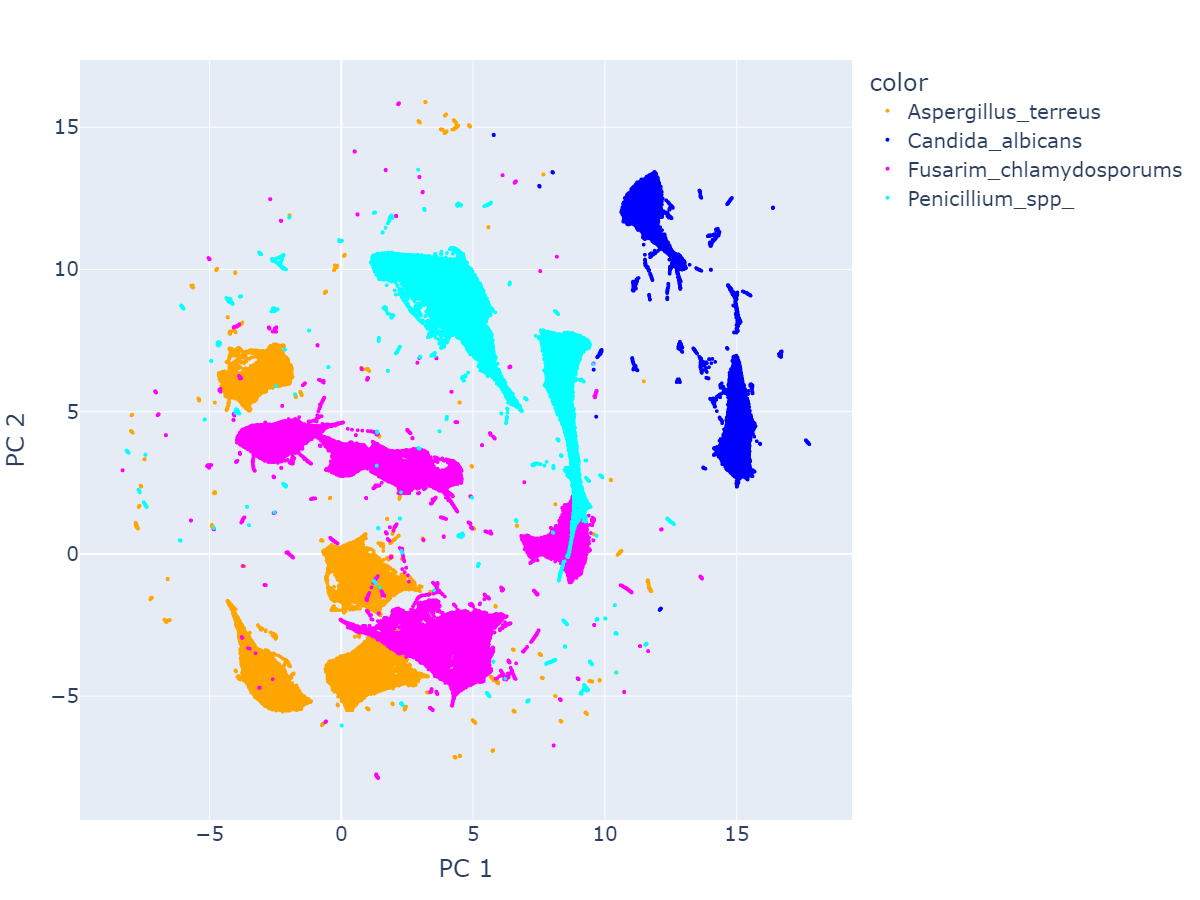 color
Aspergillus_terreus
Candida_albicans
Fusarim_chlamydosporums
Penicillium_spp_
15
10
5
0
−5
PC 2
−5
0
5
10
15
PC 1